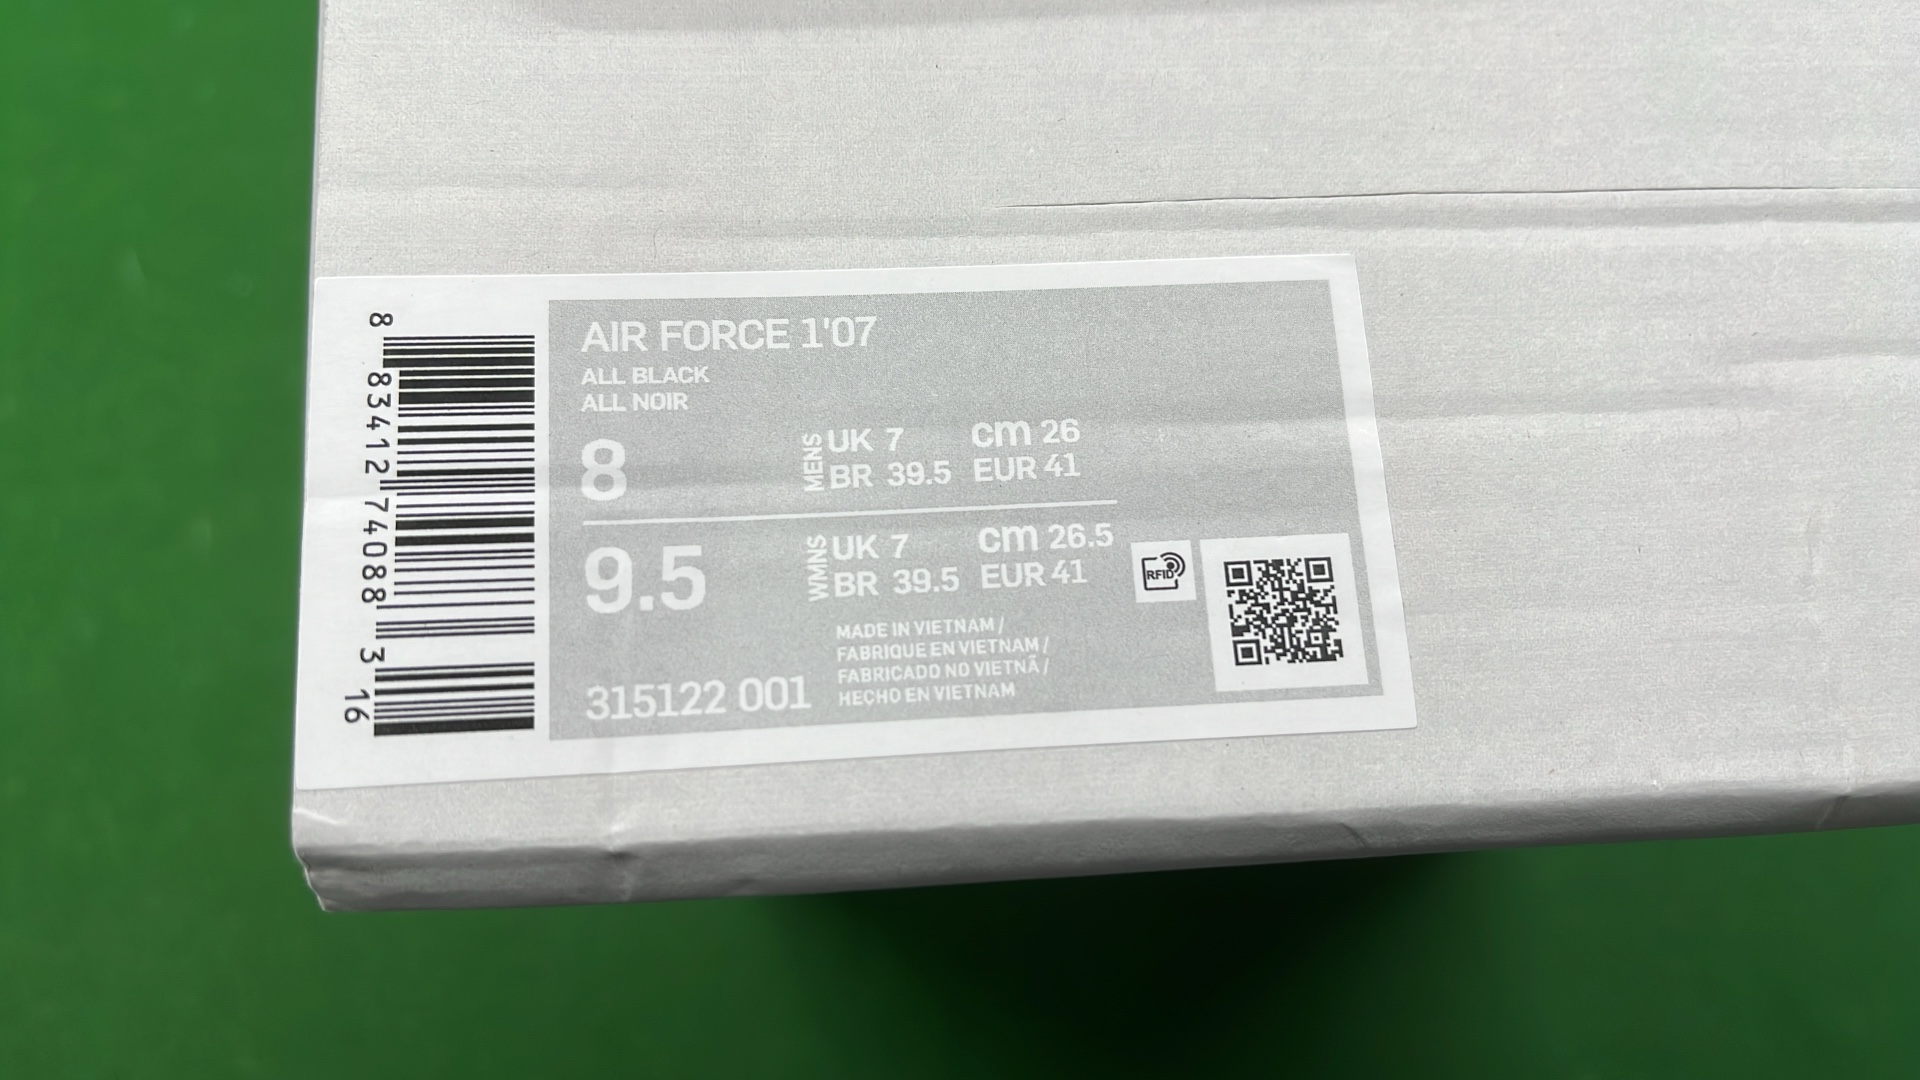 8 83412 74088 3 16
AIR FORCE 1'07
ALL BLACK
ALL NOIR
8 MENS UK 7 cm 26
BR 39.5 EUR 41
9.5 WMNS UK 7 cm 26.5
BR 39.5 EUR 41
RFID
MADE IN VIETNAM /
FABRIQUE EN VIETNAM /
FABRICADO NO VIETNÃ /
HECHO EN VIETNAM
315122 001